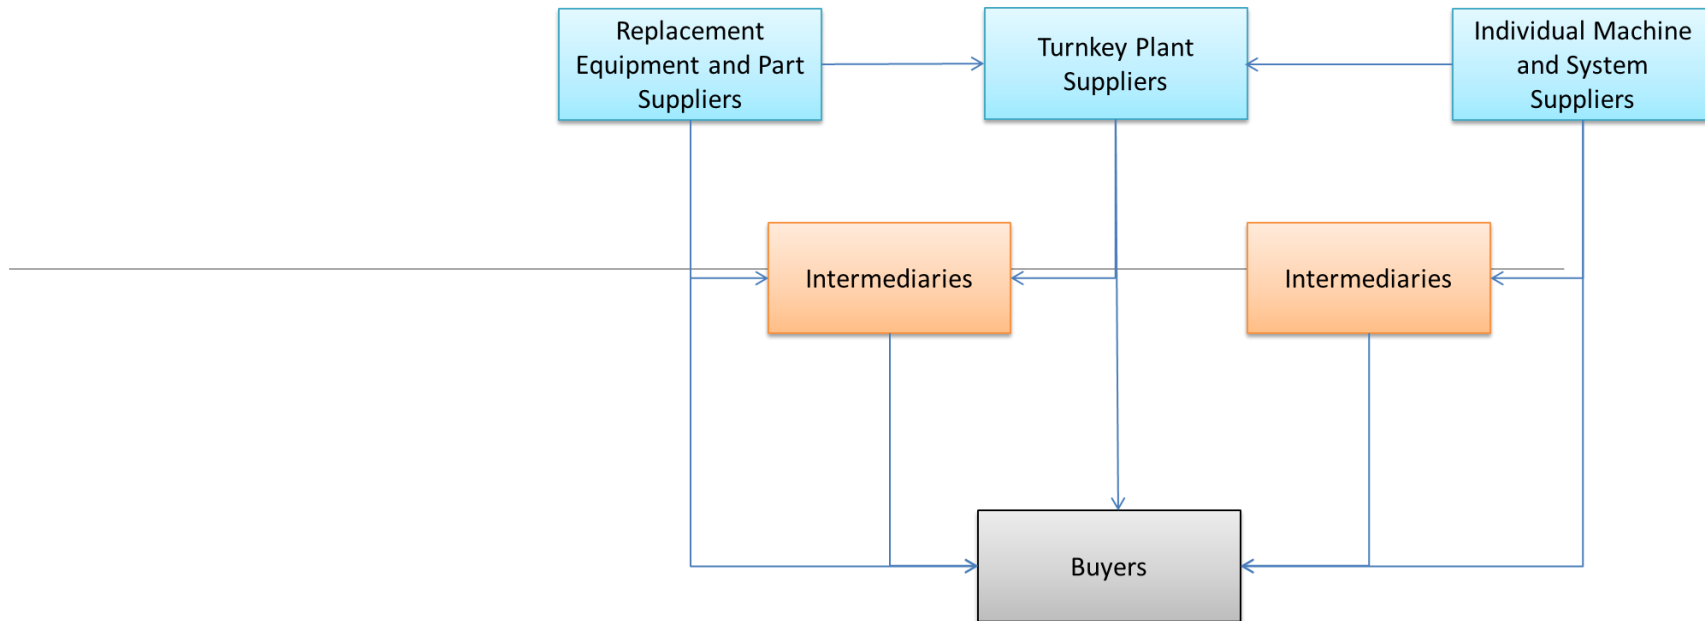 Replacement
Equipment and Part
Suppliers
Turnkey Plant
Suppliers
Individual Machine
and System
Suppliers
Intermediaries
Intermediaries
Buyers